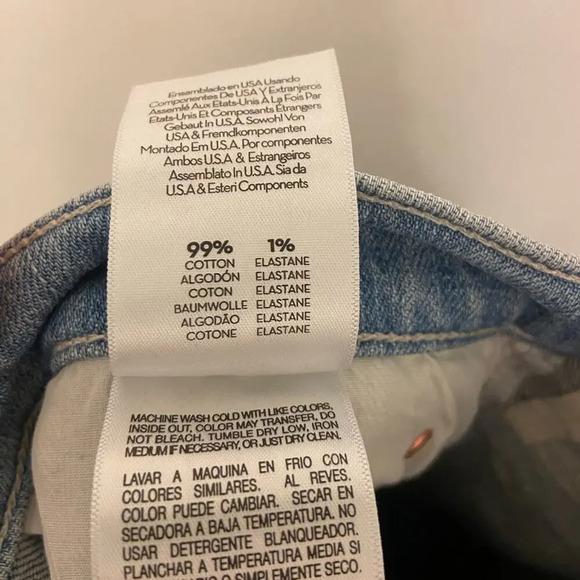 Ensamblado en USA Usando
Componentes De USA Y Extranjeros
Assemlé Aux Etats-Unis À La Fois Par
Etats-Unis Et Composants Étrangers
Gebaut In U.S.A. Sowohl Von
USA & Fremdkomponenten
Montado Em U.S.A. Por componentes
Ambos U.S.A & Estrangeiros
Assemblato In U.S.A. Sia da
U.S.A & Esteri Components
99% 1%
COTTON ELASTANE
ALGODÓN ELASTANE
COTON ELASTANE
BAUMWOLLE ELASTANE
ALGODÃO ELASTANE
COTONE ELASTANE
MACHINE WASH COLD WITH LIKE COLORS,
INSIDE OUT, COLOR MAY TRANSFER, DO
NOT BLEACH. TUMBLE DRY LOW, IRON
MEDIUM IF NECESSARY, OR JUST DRY CLEAN.
LAVAR A MAQUINA EN FRIO CON
COLORES SIMILARES. AL REVES.
COLOR PUEDE CAMBIAR. SECAR EN
SECADORA A BAJA TEMPERATURA. NO
USAR DETERGENTE BLANQUEADOR.
PLANCHAR A TEMPERATURA MEDIA SI
O SIMPLEMENTE SECO.